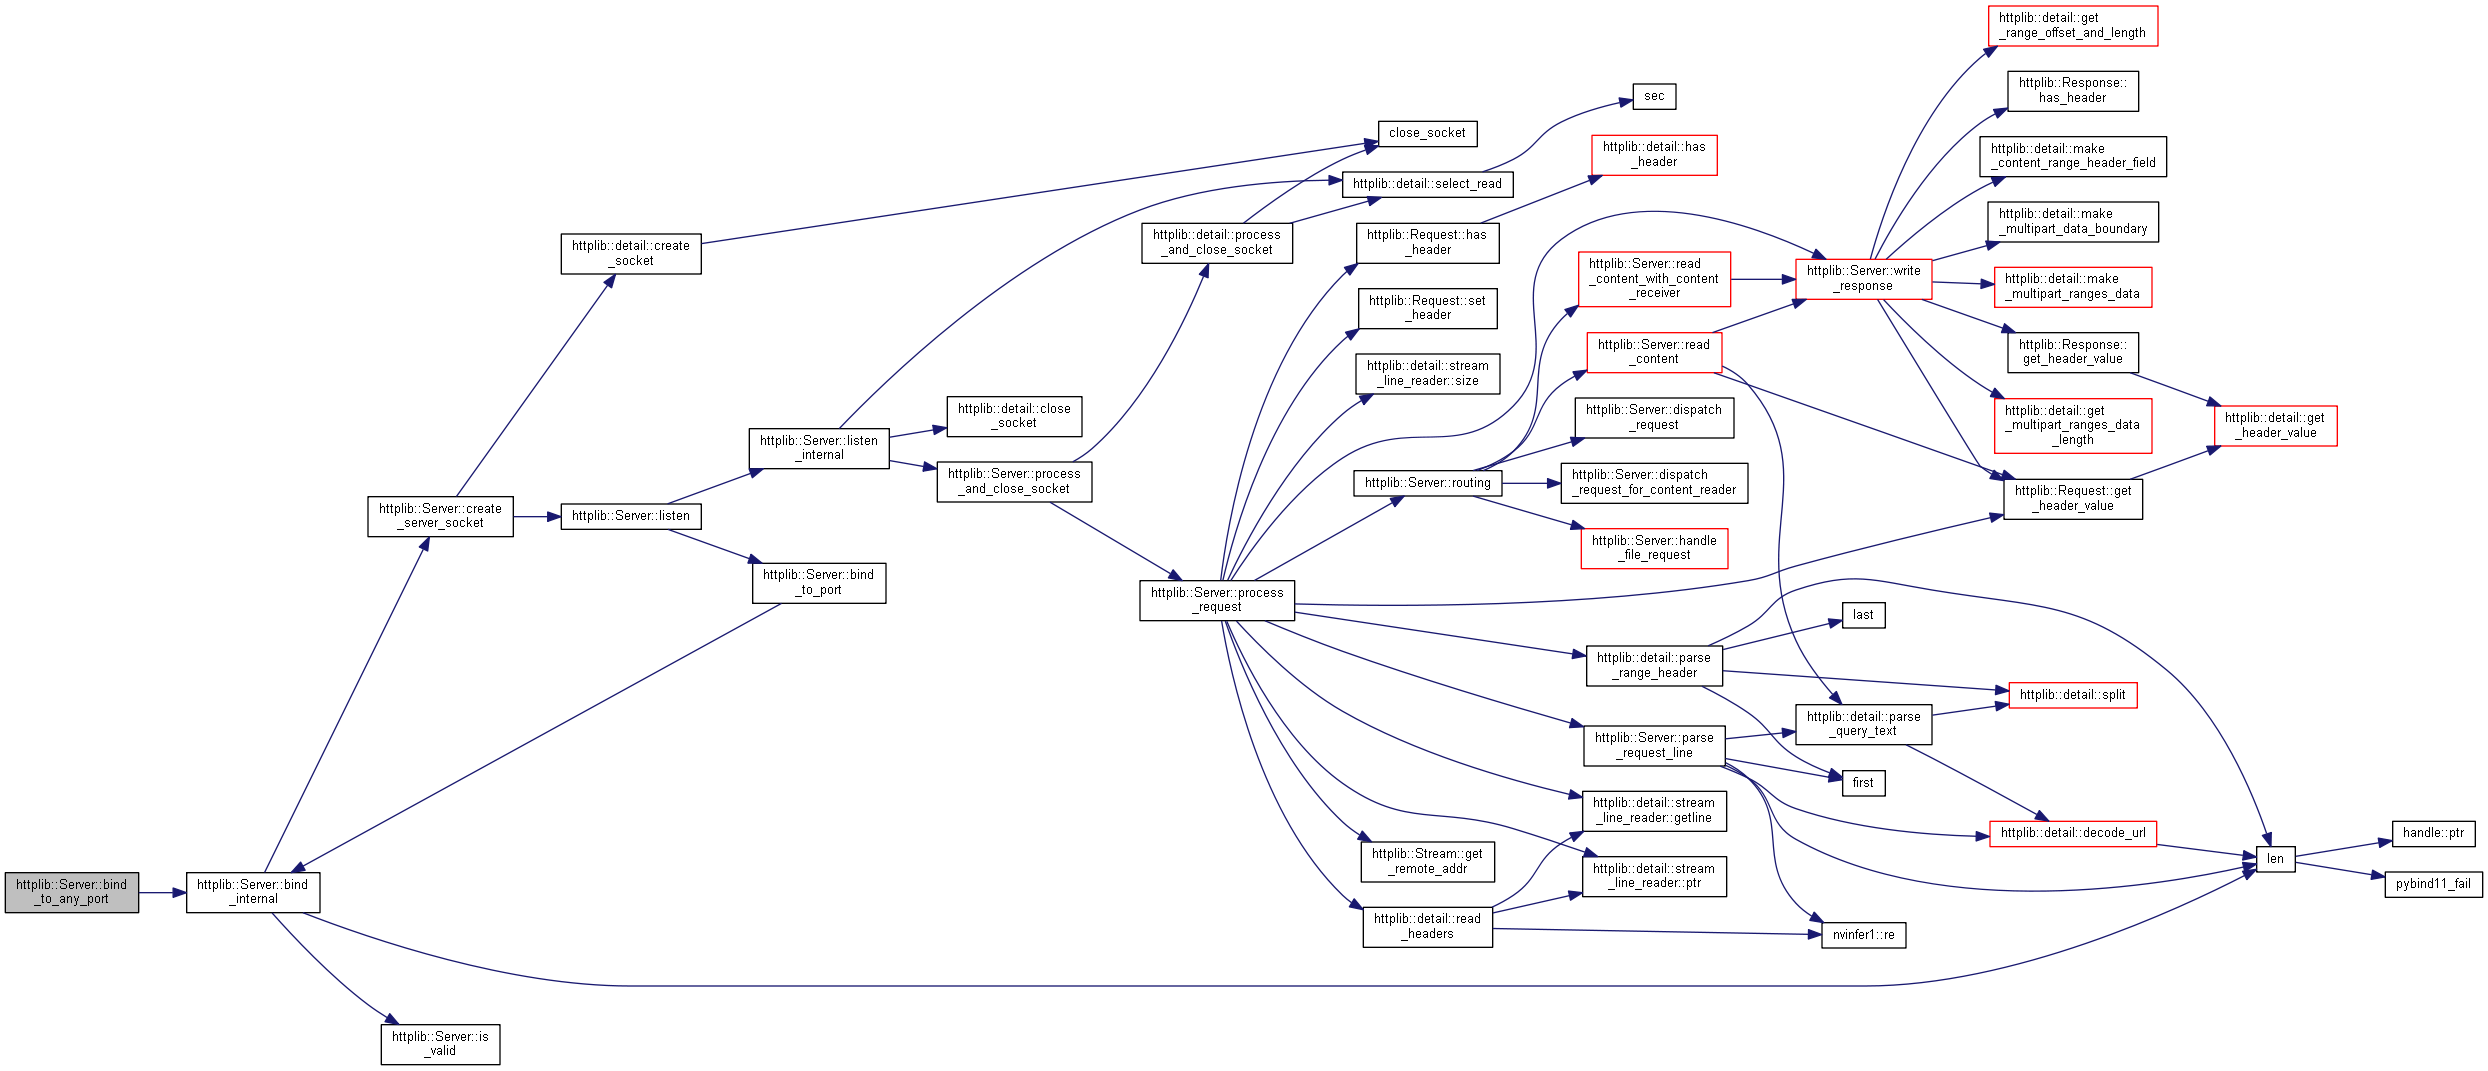 httplib::Server::bind
_to_any_port
httplib::Server::bind
_internal
httplib::Server::is
_valid
httplib::Server::create
_server_socket
httplib::detail::create
_socket
httplib::Server::listen
httplib::Server::listen
_internal
httplib::Server::bind
_to_port
httplib::detail::close
_socket
httplib::Server::process
_and_close_socket
httplib::detail::process
_and_close_socket
httplib::Server::process
_request
close_socket
httplib::detail::select_read
httplib::Request::has
_header
httplib::Request::set
_header
httplib::detail::stream
_line_reader::size
httplib::Server::routing
httplib::Stream::get
_remote_addr
httplib::detail::read
_headers
sec
httplib::detail::has
_header
httplib::Server::read
_content_with_content
_receiver
httplib::Server::read
_content
httplib::Server::dispatch
_request
httplib::Server::dispatch
_request_for_content_reader
httplib::Server::handle
_file_request
httplib::detail::parse
_range_header
httplib::Server::parse
_request_line
httplib::detail::stream
_line_reader::getline
httplib::detail::stream
_line_reader::ptr
httplib::Server::write
_response
last
httplib::detail::parse
_query_text
first
nvinfer1::re
httplib::detail::get
_range_offset_and_length
httplib::Response::
has_header
httplib::detail::make
_content_range_header_field
httplib::detail::make
_multipart_data_boundary
httplib::detail::make
_multipart_ranges_data
httplib::Response::
get_header_value
httplib::detail::get
_multipart_ranges_data
_length
httplib::Request::get
_header_value
httplib::detail::split
httplib::detail::decode_url
httplib::detail::get
_header_value
len
handle::ptr
pybind11_fail